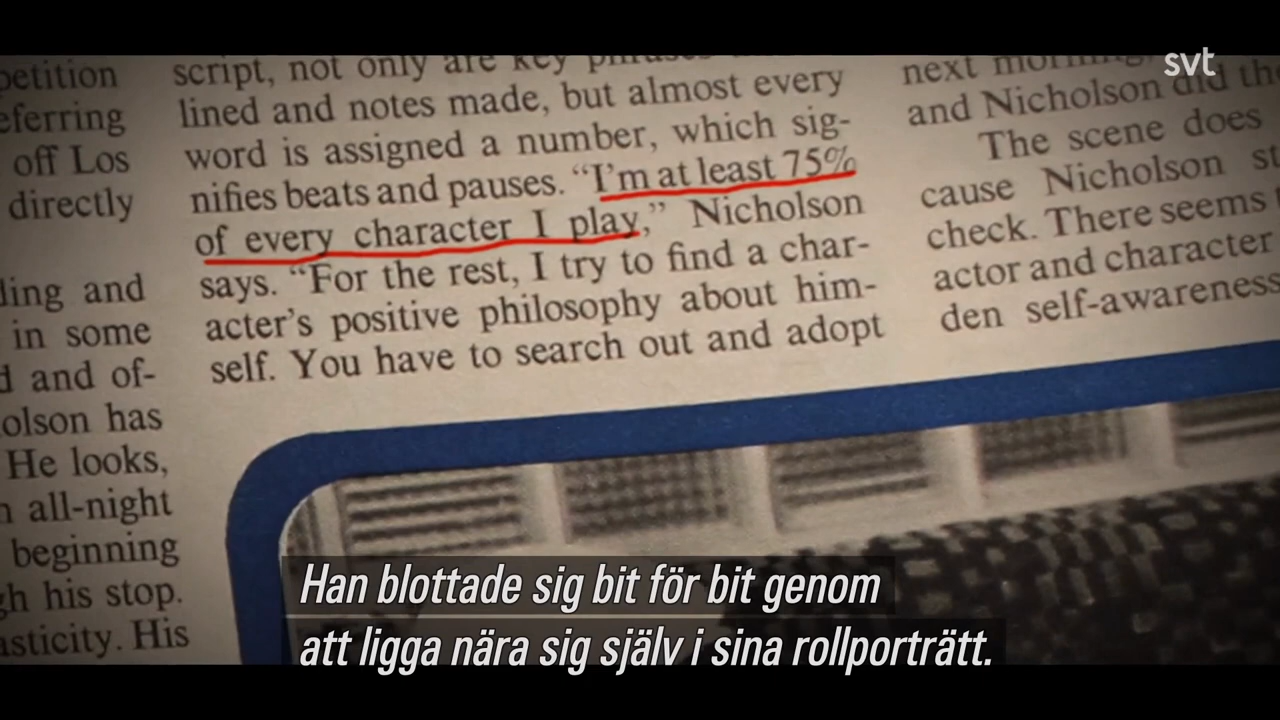 svt
petition
eferring
off Los
directly
ding and
in some
d and of-
olson has
He looks,
n all-night
beginning
gh his stop.
asticity. His
script, not only are key
lined and notes made, but almost every
word is assigned a number, which sig-
nifies beats and pauses. “I’m at least 75%
of every character I play,” Nicholson
says. “For the rest, I try to find a char-
acter’s positive philosophy about him-
self. You have to search out and adopt
next
and Nicholson did the
The scene does
cause Nicholson st
check. There seems
actor and character
den self-awareness
Han blottade sig bit för bit genom
att ligga nära sig själv i sina rollporträtt.